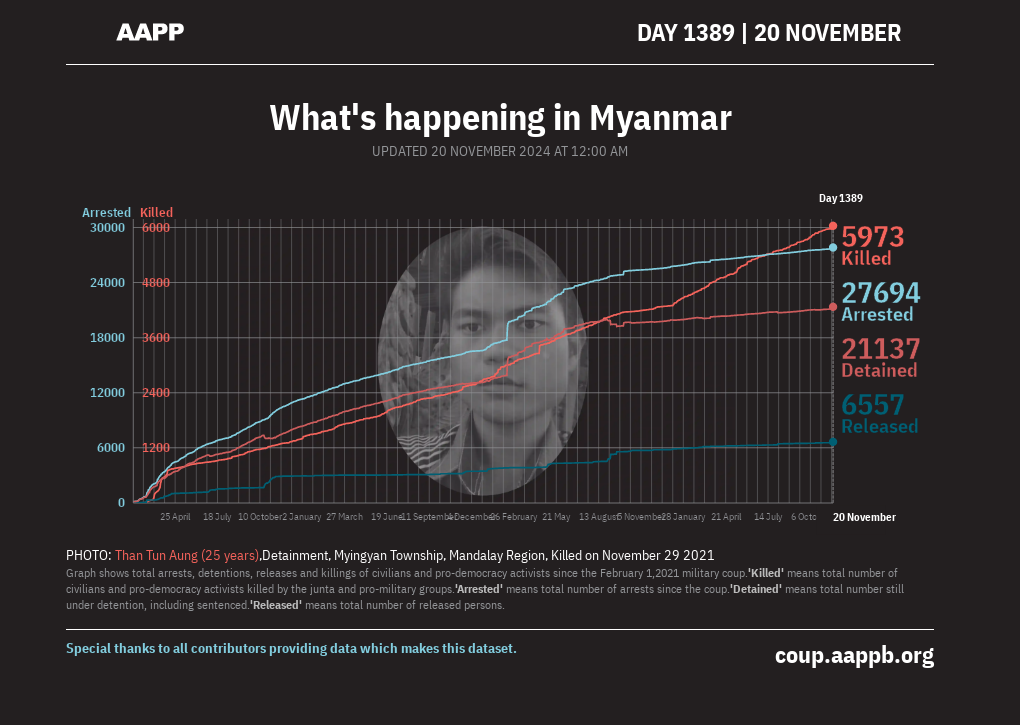 AAPP
DAY 1389 | 20 NOVEMBER
What's happening in Myanmar
UPDATED 20 NOVEMBER 2024 AT 12:00 AM
Day 1389
Arrested Killed
30000 6000
24000 4800
18000 3600
12000 2400
6000 1200
0
5973
Killed
27694
Arrested
21137
Detained
6557
Released
25 April 18 July 10 October 2 January 27 March 19 June 11 September 4 December 26 February 21 May 13 August 5 November 28 January 21 April 14 July 6 Octo 20 November
PHOTO: Than Tun Aung (25 years),Detainment, Myingyan Township, Mandalay Region, Killed on November 29 2021
Graph shows total arrests, detentions, releases and killings of civilians and pro-democracy activists since the February 1,2021 military coup.'Killed' means total number of
civilians and pro-democracy activists killed by the junta and pro-military groups.'Arrested' means total number of arrests since the coup.'Detained' means total number still
under detention, including sentenced.'Released' means total number of released persons.
Special thanks to all contributors providing data which makes this dataset.
coup.aappb.org